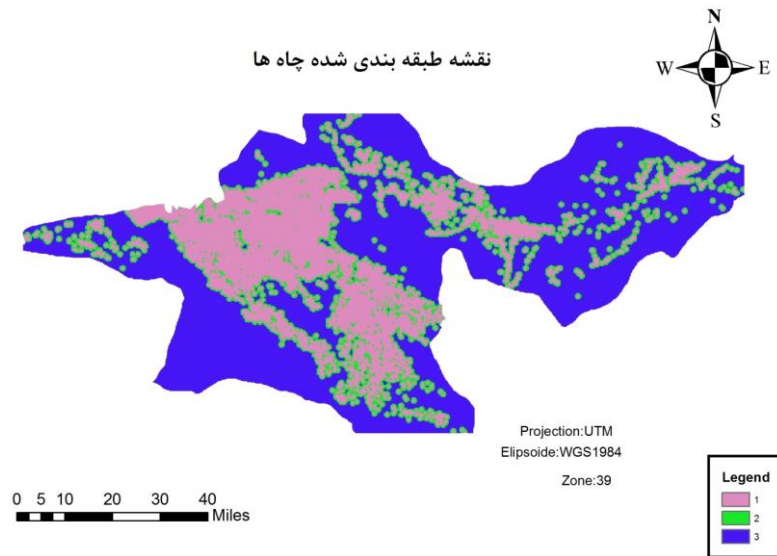 نقشه طبقه بندی شده چاه ها
N
W E
S
Projection:UTM
Elipsoide:WGS1984
Zone:39
0 5 10 20 30 40
Miles
Legend
1
2
3